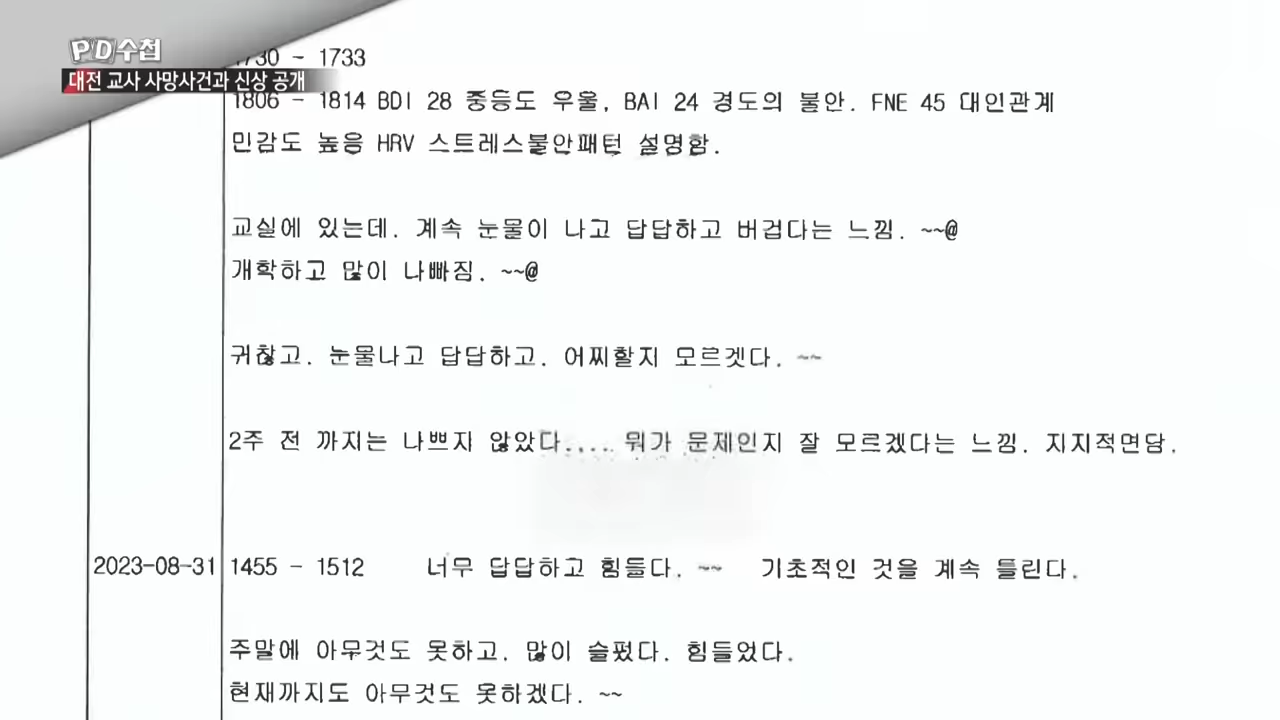 PD수첩
대전 교사 사망사건과 신상 공개
1730 - 1733
1806 - 1814 BDI 28 중등도 우울, BAI 24 경도의 불안. FNE 45 대인관계
민감도 높음 HRV 스트레스불안패턴 설명함.
교실에 있는데. 계속 눈물이 나고 답답하고 버겁다는 느낌. ~~@
개학하고 많이 나빠짐. ~~@
귀찮고. 눈물나고 답답하고. 어찌할지 모르겟다. ~~
2주 전 까지는 나쁘지 않았다.... 뭐가 문제인지 잘 모르겠다는 느낌. 지지적면담.
2023-08-31 1455 - 1512 너무 답답하고 힘들다. ~~ 기초적인 것을 계속 틀린다.
주말에 아무것도 못하고. 많이 슬펐다. 힘들었다.
현재까지도 아무것도 못하겠다. ~~